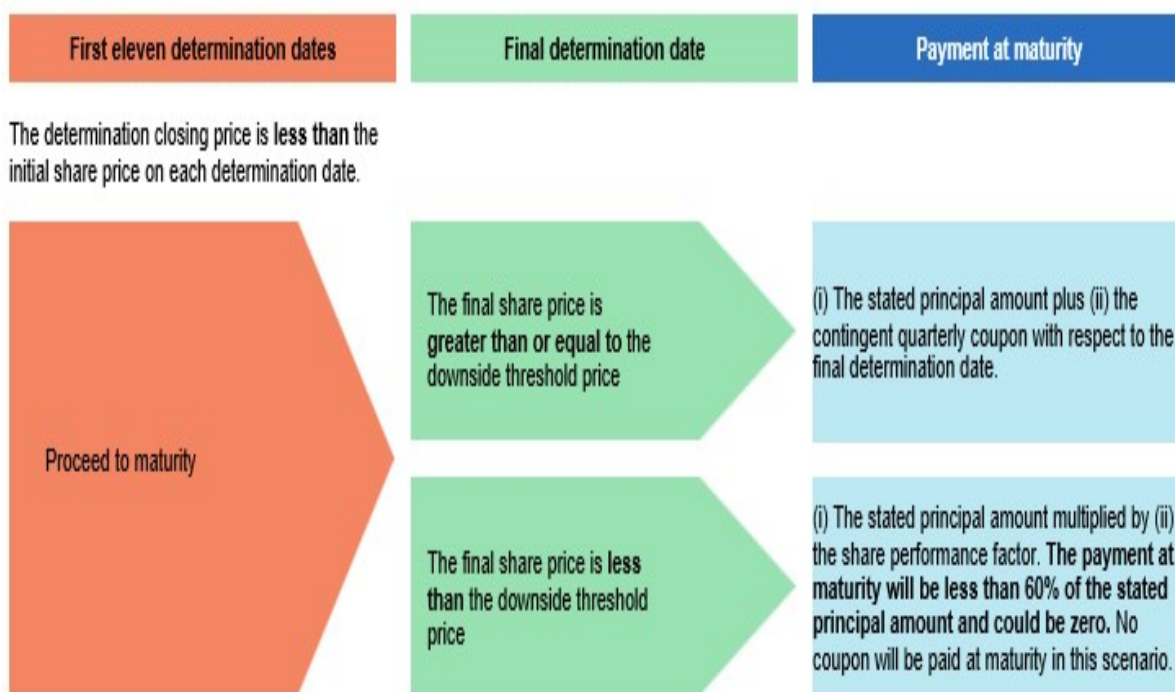 First eleven determination dates
Final determination date
Payment at maturity
The determination closing price is less than the
initial share price on each determination date.
Proceed to maturity
The final share price is
greater than or equal to the
downside threshold price
(i) The stated principal amount plus (ii) the
contingent quarterly coupon with respect to the
final determination date.
The final share price is less
than the downside threshold
price
(i) The stated principal amount multiplied by (ii)
the share performance factor. The payment at
maturity will be less than 60% of the stated
principal amount and could be zero. No
coupon will be paid at maturity in this scenario.